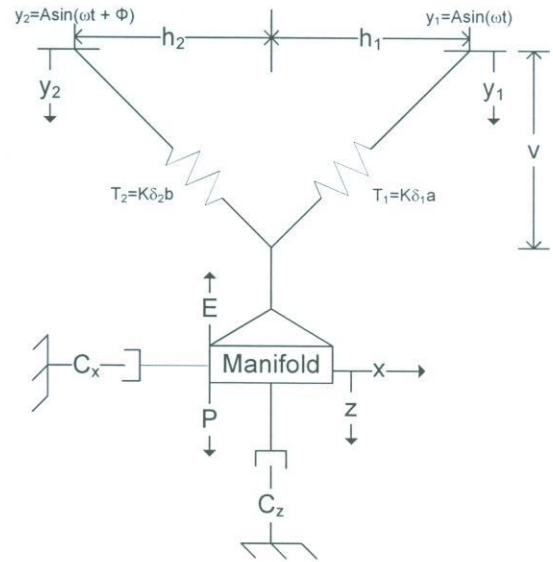 y₂=Asin(ωt + Φ)
h₂
h₁
y₁=Asin(ωt)
y₂
y₁
v
T₂=Kδ₂b
T₁=Kδ₁a
E
Cₓ
Manifold
x
P
z
C_z